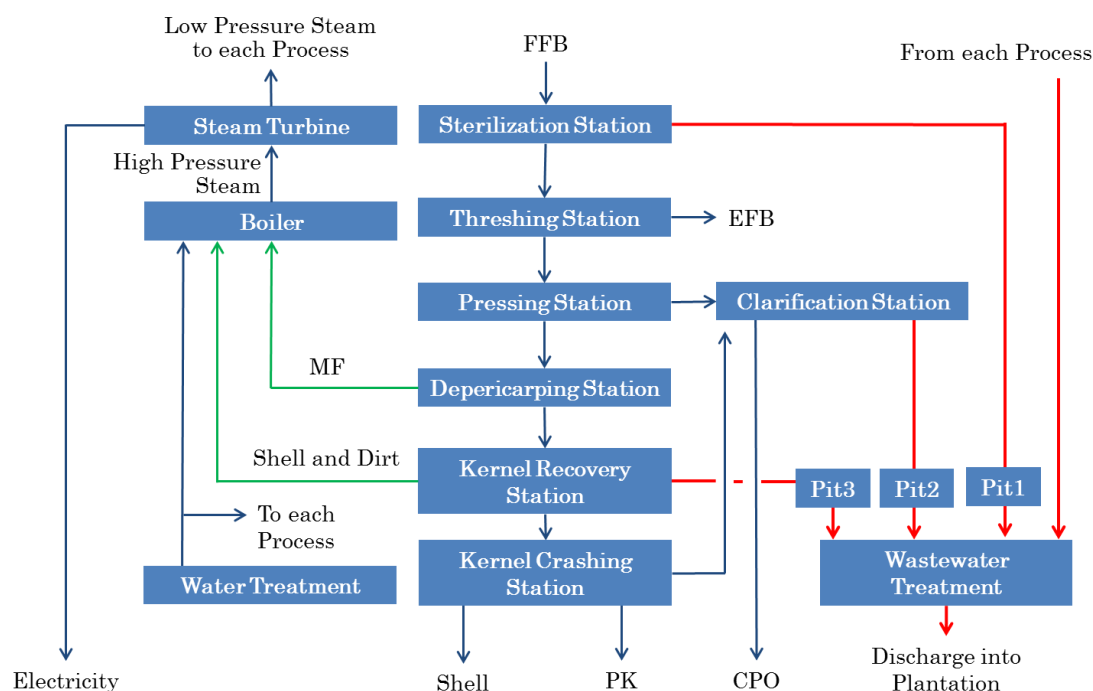 Low Pressure Steam
to each Process
FFB
From each Process
Steam Turbine
Sterilization Station
High Pressure
Steam
Boiler
Threshing Station
EFB
Pressing Station
Clarification Station
MF
Depericarping Station
Shell and Dirt
Kernel Recovery
Station
Pit3
Pit2
Pit1
To each
Process
Water Treatment
Kernel Crashing
Station
Wastewater
Treatment
Electricity
Shell
PK
CPO
Discharge into
Plantation